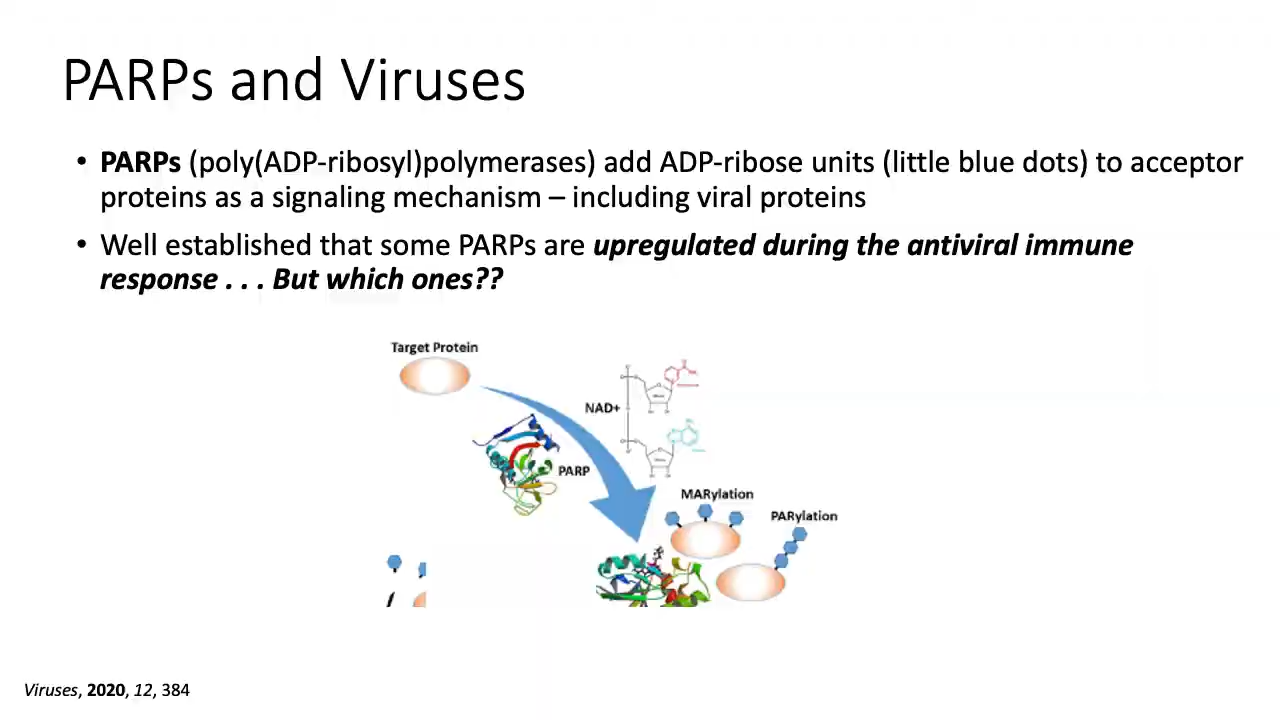 PARPs and Viruses
• PARPs (poly(ADP-ribosyl)polymerases) add ADP-ribose units (little blue dots) to acceptor
proteins as a signaling mechanism – including viral proteins
• Well established that some PARPs are upregulated during the antiviral immune
response . . . But which ones??
Target Protein
NAD+
PARP
MARylation
PARylation
Viruses, 2020, 12, 384